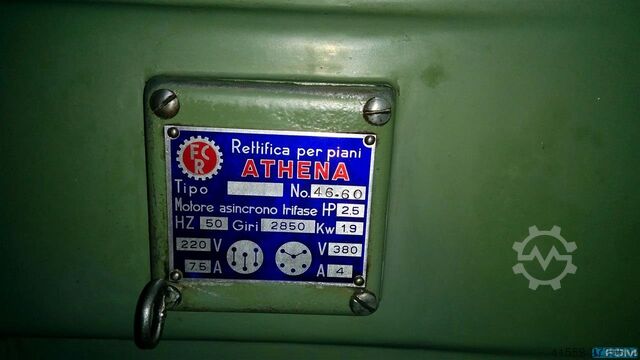 FCR
Rettifica per piani
ATHENA
Tipo No. 46.60
Motore asincrono trifase HP 2.5
HZ 50 Giri 2850 Kw 1.9
220 V V 380
7.5 A A 4